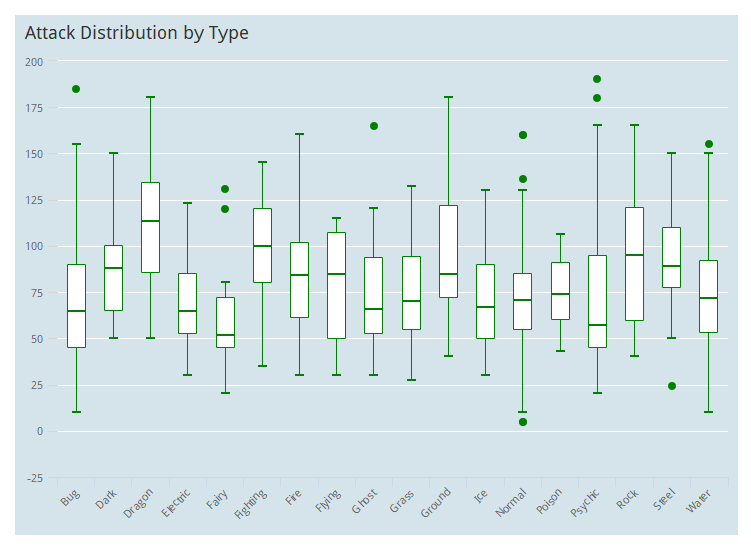 Attack Distribution by Type
200
175
150
125
100
75
50
25
0
-25
Bug
Dark
Dragon
Electric
Fairy
Fighting
Fire
Flying
Ghost
Grass
Ground
Ice
Normal
Poison
Psychic
Rock
Steel
Water